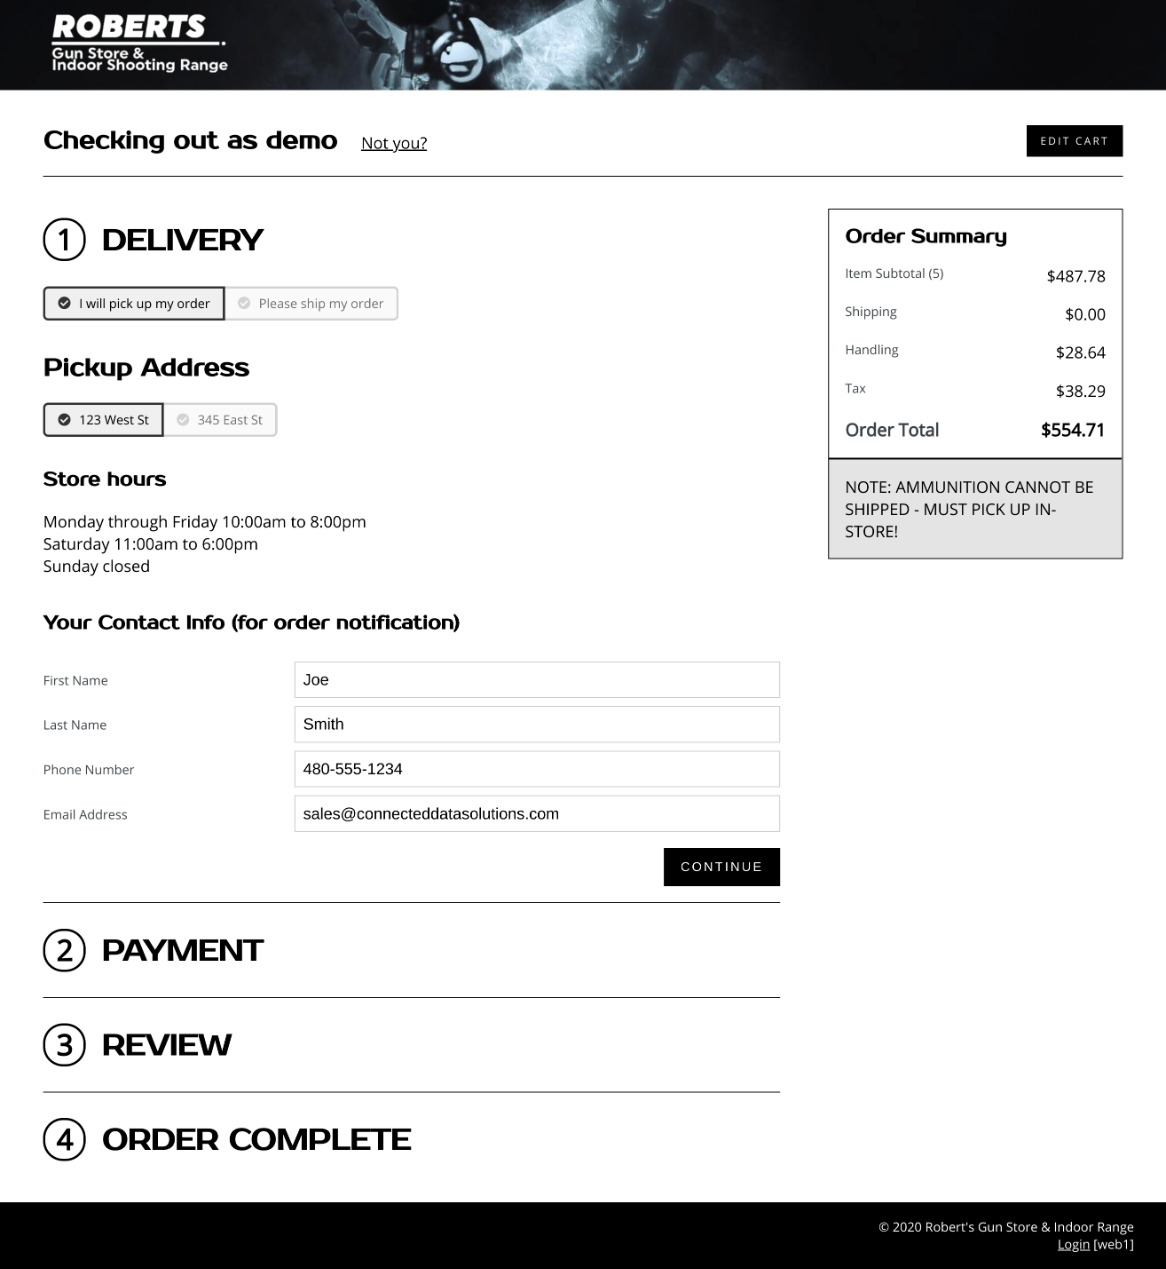 ROBERTS
Gun Store &
Indoor Shooting Range
Checking out as demo Not you?
EDIT CART
1 DELIVERY
I will pick up my order Please ship my order
Pickup Address
123 West St 345 East St
Store hours
Monday through Friday 10:00am to 8:00pm
Saturday 11:00am to 6:00pm
Sunday closed
Your Contact Info (for order notification)
First Name Joe
Last Name Smith
Phone Number 480-555-1234
Email Address sales@connecteddatasolutions.com
CONTINUE
2 PAYMENT
3 REVIEW
4 ORDER COMPLETE
Order Summary
Item Subtotal (5) $487.78
Shipping $0.00
Handling $28.64
Tax $38.29
Order Total $554.71
NOTE: AMMUNITION CANNOT BE
SHIPPED - MUST PICK UP IN-
STORE!
© 2020 Robert's Gun Store & Indoor Range
Login [web1]